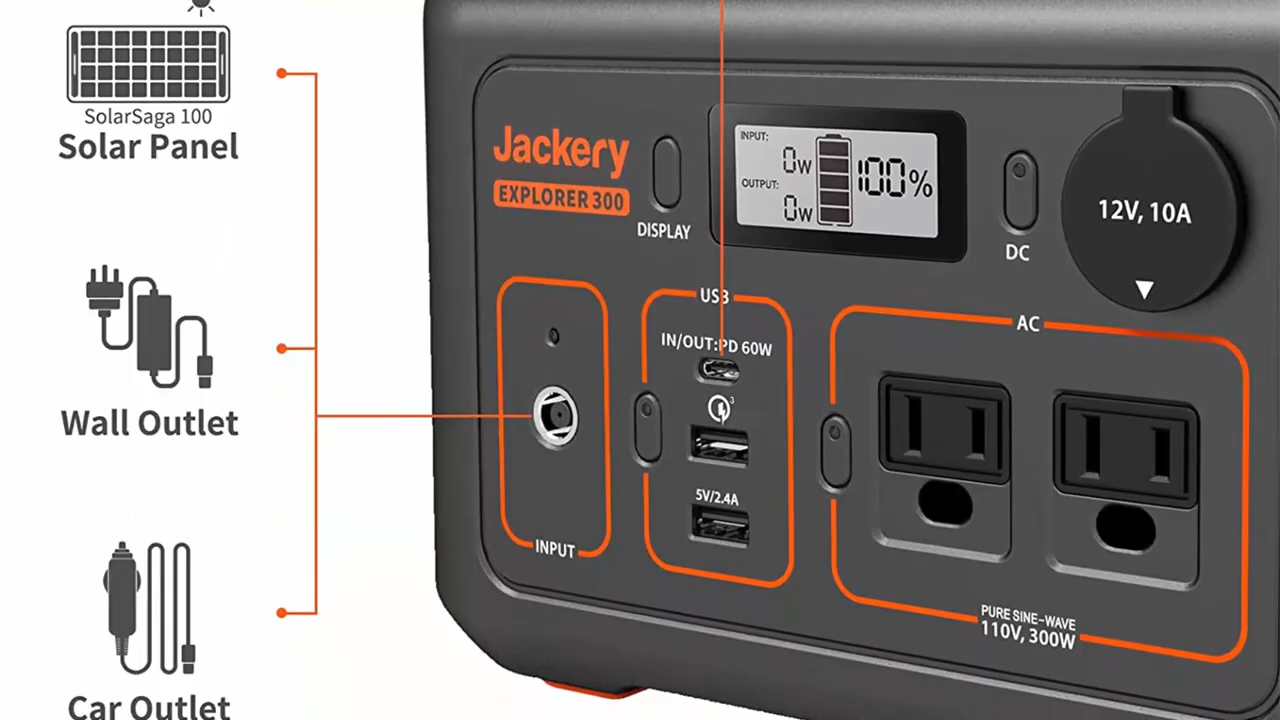 SolarSaga 100
Solar Panel
Wall Outlet
Car Outlet
Jackery
EXPLORER 300
DISPLAY
INPUT:
0W
OUTPUT:
0W
100%
DC
12V, 10A
INPUT
USB
IN/OUT:PD 60W
3
5V/2.4A
AC
PURE SINE-WAVE
110V, 300W